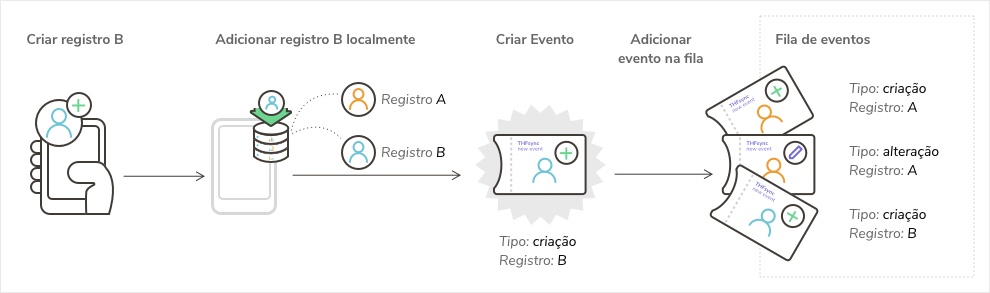 Criar registro B
Adicionar registro B localmente
Registro A
Registro B
Criar Evento
THFsync
new event
Tipo: criação
Registro: B
Adicionar
evento na fila
Fila de eventos
THFsync
new event
Tipo: criação
Registro: A
THFsync
new event
Tipo: alteração
Registro: A
THFsync
new event
Tipo: criação
Registro: B